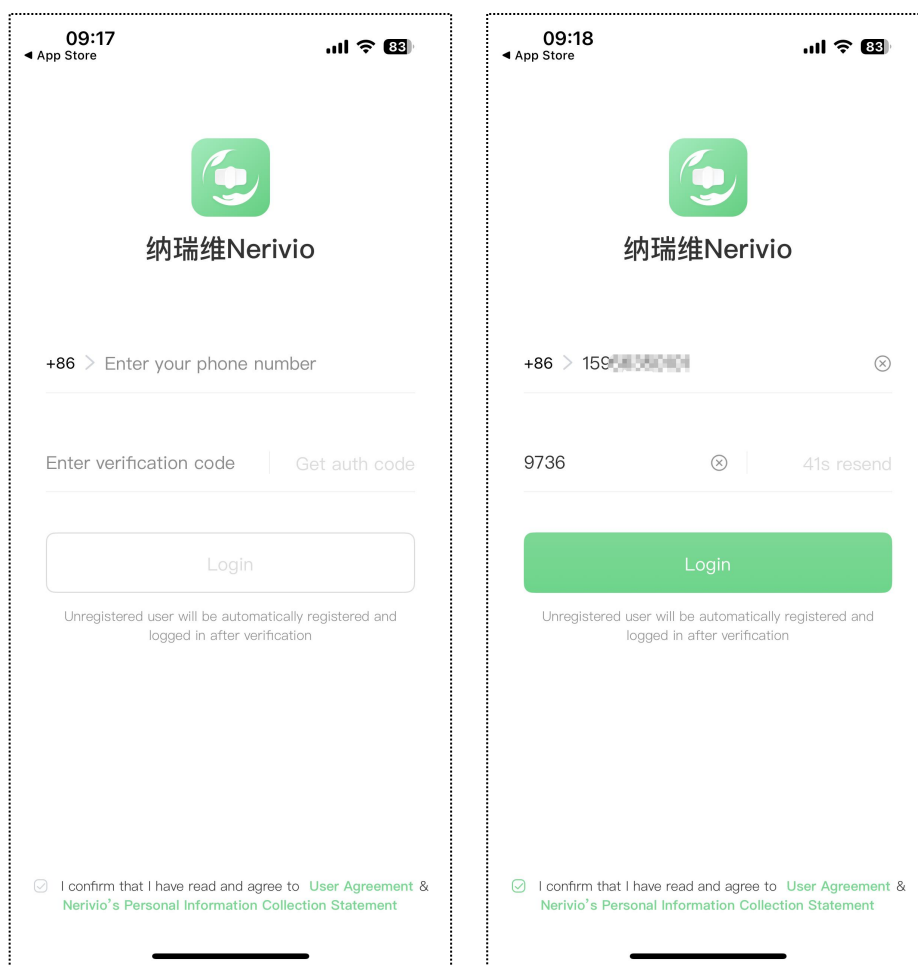 09:17
App Store
83
纳瑞维Nerivio
+86 Enter your phone number
Enter verification code Get auth code
Login
Unregistered user will be automatically registered and
logged in after verification
I confirm that I have read and agree to User Agreement &
Nerivio's Personal Information Collection Statement
09:18
App Store
83
纳瑞维Nerivio
+86 159
9736 41s resend
Login
Unregistered user will be automatically registered and
logged in after verification
I confirm that I have read and agree to User Agreement &
Nerivio's Personal Information Collection Statement